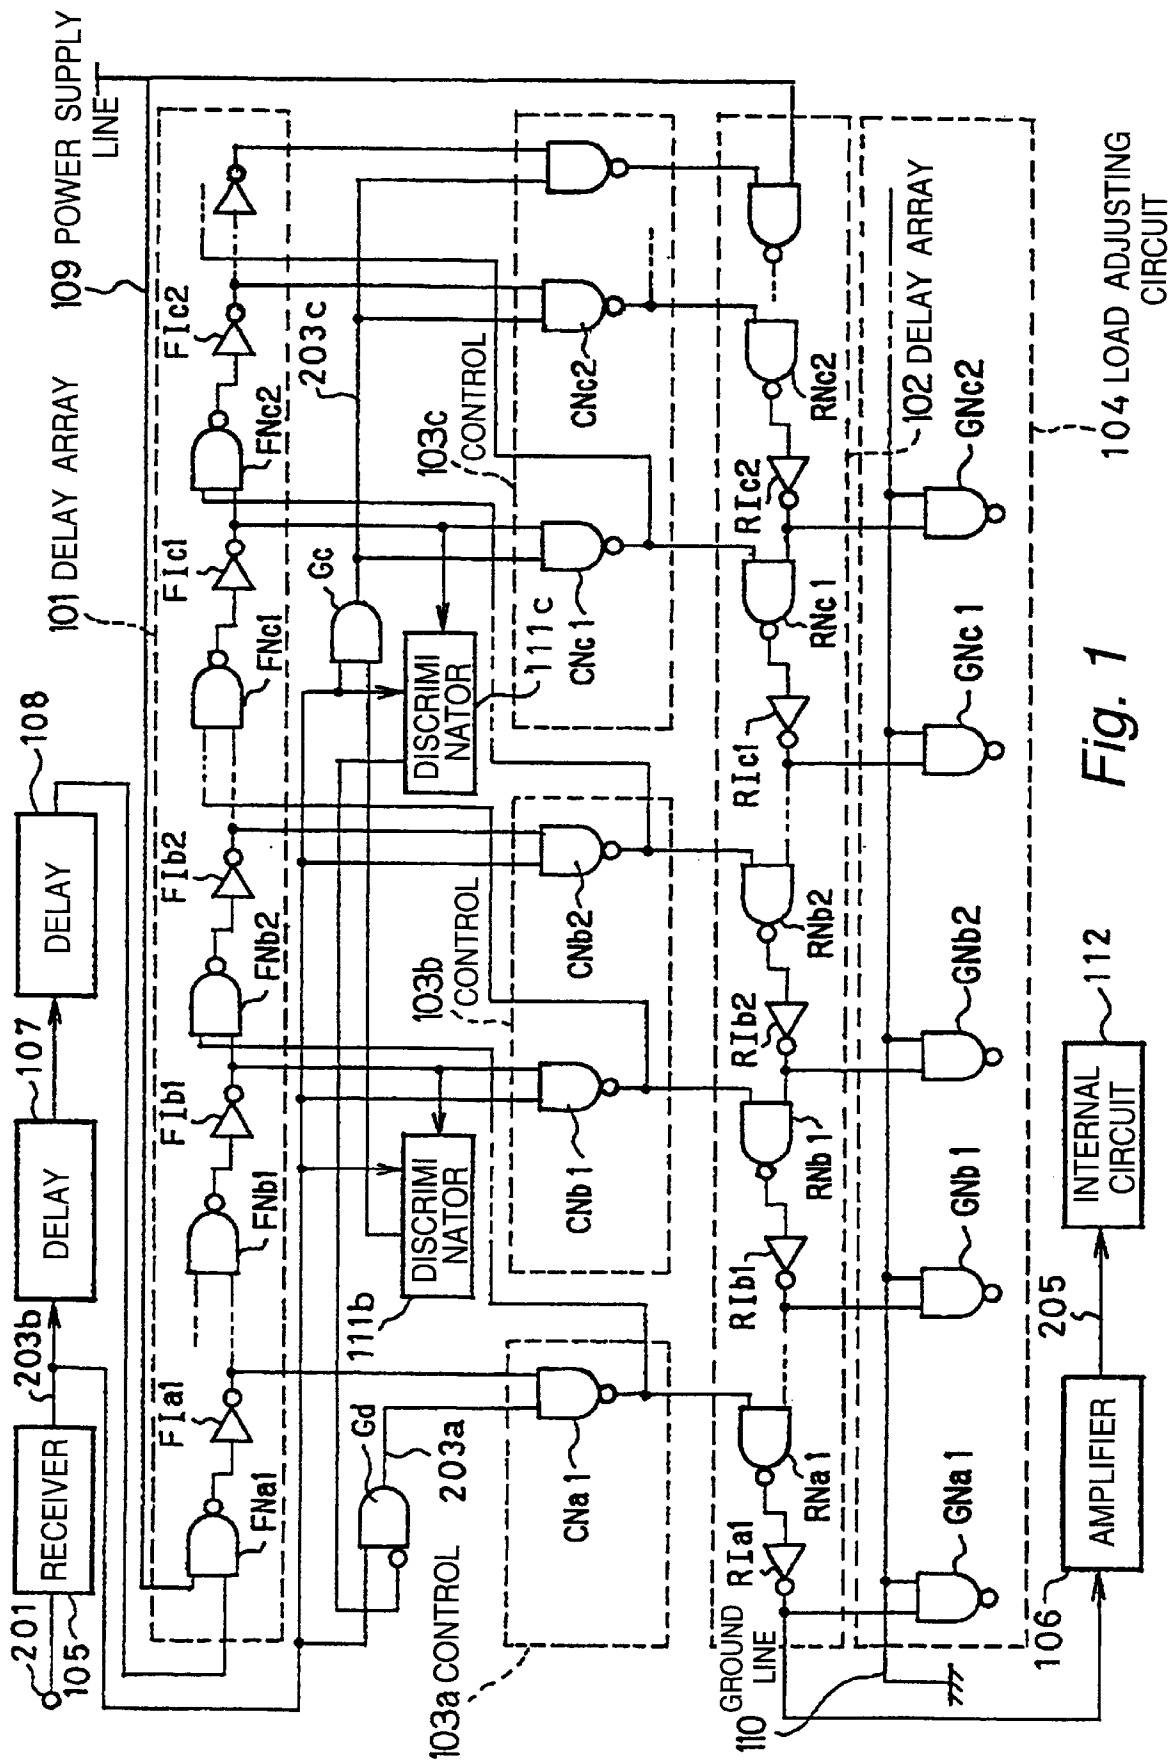 201
RECEIVER
105
203b
DELAY
107
DELAY
108
101 DELAY ARRAY
109 POWER SUPPLY
LINE
FNa1
FIa1
FNb1
FIb1
FNb2
FIb2
FNc1
FIc1
FNc2
FIc2
Gd
203a
111b
DISCRIMI
NATOR
DISCRIMI
NATOR
111c
Gc
203c
103a CONTROL
CNa1
103b
CONTROL
CNb1
CNb2
103c
CONTROL
CNc1
CNc2
RIa1
RNa1
RIb1
RNb1
RIb2
RNb2
RIc1
RNc1
RIc2
RNc2
102 DELAY ARRAY
110
GROUND
LINE
GNa1
GNb1
GNb2
GNc1
GNc2
104 LOAD ADJUSTING
CIRCUIT
106
AMPLIFIER
205
INTERNAL
CIRCUIT
112
Fig. 1